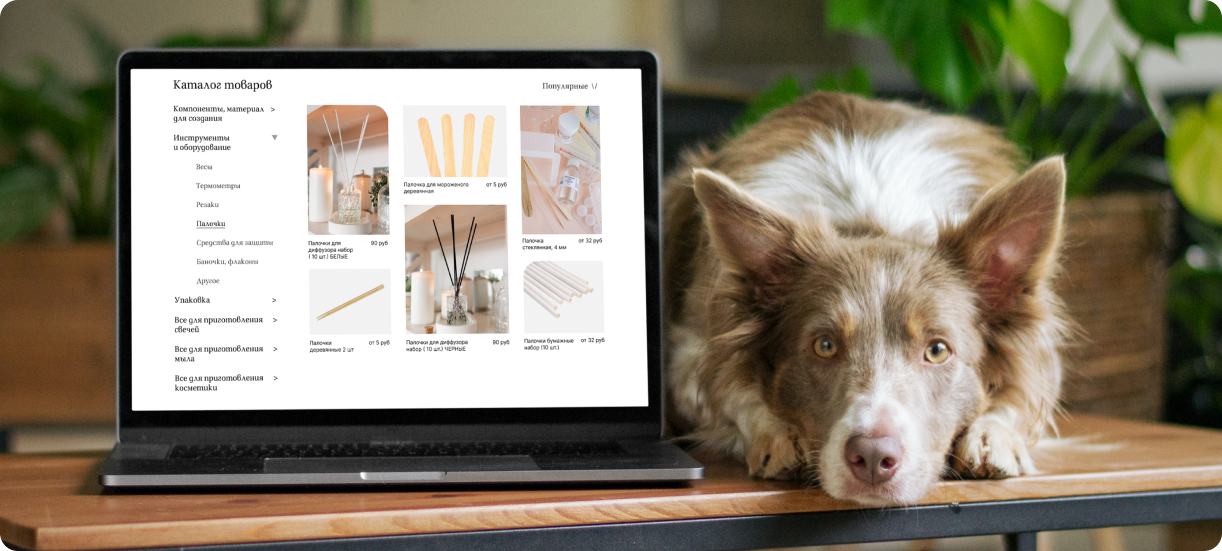 Каталог товаров
Популярные \/
Компоненты, материал >
для создания
Инструменты ▼
и оборудование
Весы
Термометры
Резаки
Палочки
Средства для защиты
Баночки, флаконы
Другое
Упаковка >
Все для приготовления >
свечей
Все для приготовления >
мыла
Все для приготовления >
косметики
Палочки для 90 руб
диффузора набор
( 10 шт.) БЕЛЫЕ
Палочка для мороженого от 5 руб
деревянная
Палочка от 32 руб
стеклянная, 4 мм
Палочки от 5 руб
деревянные 2 шт
Палочки для диффузора 90 руб
набор ( 10 шт.) ЧЕРНЫЕ
Палочки бумажные от 32 руб
набор (10 шт.)